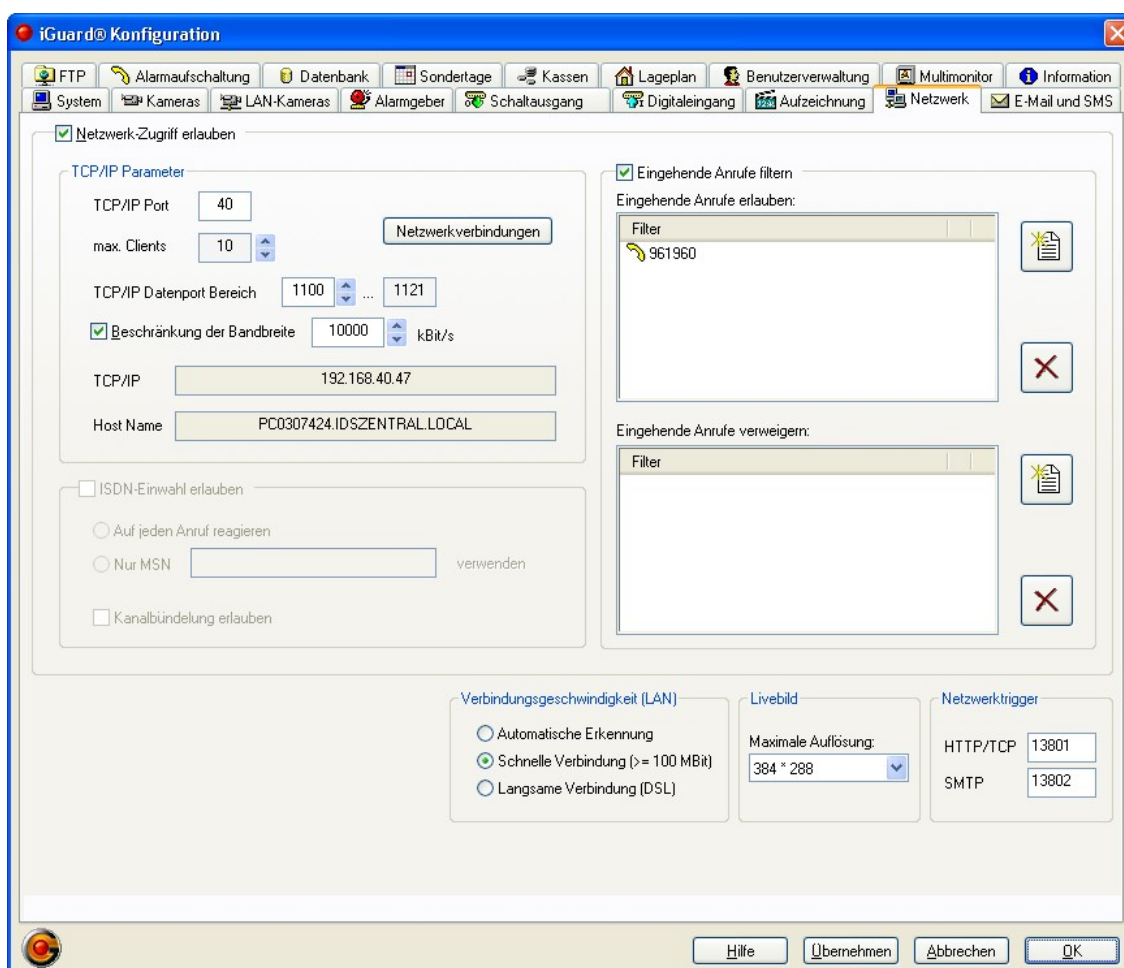 iGuard® Konfiguration
FTP Alarmaufschaltung Datenbank Sondertage Kassen Lageplan Benutzerverwaltung Multimonitor Information
System Kameras LAN-Kameras Alarmgeber Schaltausgang Digitaleingang Aufzeichnung Netzwerk E-Mail und SMS
Netzwerk-Zugriff erlauben
TCP/IP Parameter
TCP/IP Port 40
max. Clients 10
Netzwerkverbindungen
TCP/IP Datenport Bereich 1100 ... 1121
Beschränkung der Bandbreite 10000 kBit/s
TCP/IP 192.168.40.47
Host Name PC0307424.IDSZENTRAL.LOCAL
ISDN-Einwahl erlauben
Auf jeden Anruf reagieren
Nur MSN verwenden
Kanalbündelung erlauben
Eingehende Anrufe filtern
Eingehende Anrufe erlauben:
Filter
961960
Eingehende Anrufe verweigern:
Filter
Verbindungsgeschwindigkeit (LAN)
Automatische Erkennung
Schnelle Verbindung (>= 100 MBit)
Langsame Verbindung (DSL)
Livebild
Maximale Auflösung:
384 * 288
Netzwerktrigger
HTTP/TCP 13801
SMTP 13802
Hilfe Übernehmen Abbrechen OK